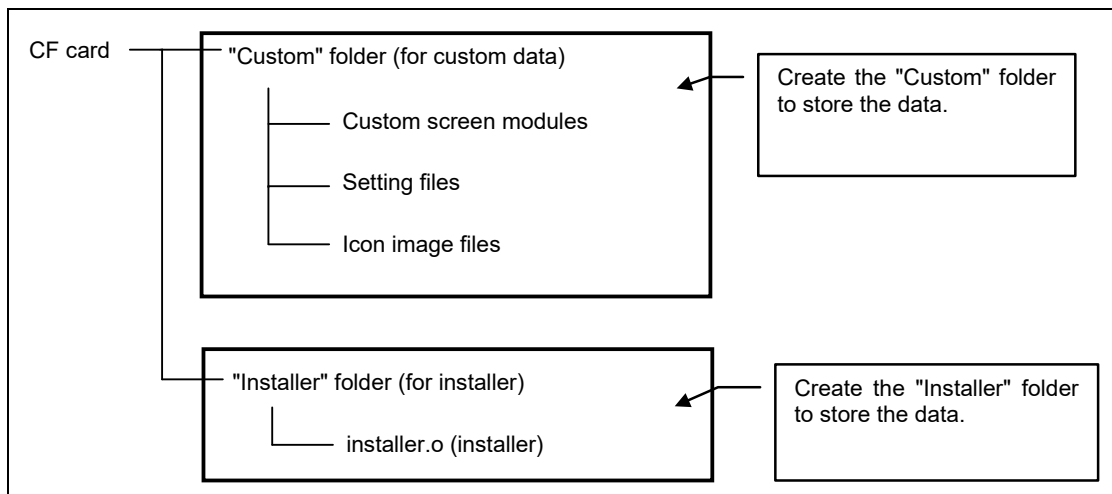 CF card
"Custom" folder (for custom data)
Custom screen modules
Setting files
Icon image files
Create the "Custom" folder
to store the data.
"Installer" folder (for installer)
installer.o (installer)
Create the "Installer" folder
to store the data.